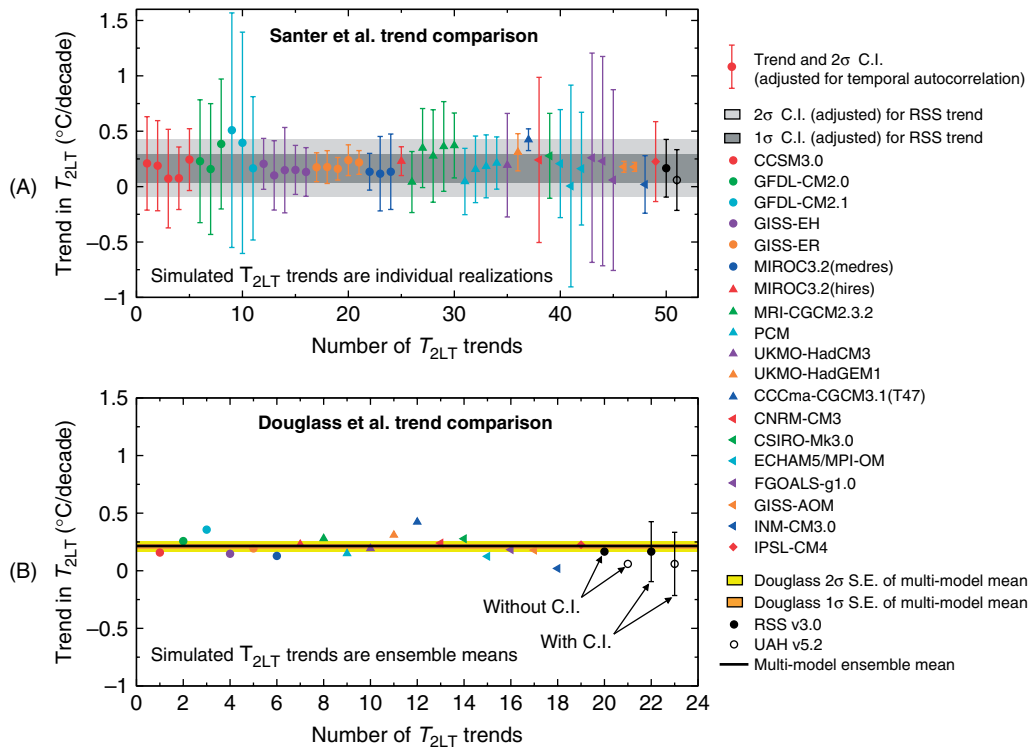 (A)
Trend in T2LT (°C/decade)
1.5
1
0.5
0
−0.5
−1
Santer et al. trend comparison
Simulated T2LT trends are individual realizations
0 10 20 30 40 50
Number of T2LT trends
(B)
Trend in T2LT (°C/decade)
1.5
1
0.5
0
−0.5
−1
Douglass et al. trend comparison
Without C.I.
With C.I.
Simulated T2LT trends are ensemble means
0 2 4 6 8 10 12 14 16 18 20 22 24
Number of T2LT trends
Trend and 2σ C.I.
(adjusted for temporal autocorrelation)
2σ C.I. (adjusted) for RSS trend
1σ C.I. (adjusted) for RSS trend
CCSM3.0
GFDL-CM2.0
GFDL-CM2.1
GISS-EH
GISS-ER
MIROC3.2(medres)
MIROC3.2(hires)
MRI-CGCM2.3.2
PCM
UKMO-HadCM3
UKMO-HadGEM1
CCCma-CGCM3.1(T47)
CNRM-CM3
CSIRO-Mk3.0
ECHAM5/MPI-OM
FGOALS-g1.0
GISS-AOM
INM-CM3.0
IPSL-CM4
Douglass 2σ S.E. of multi-model mean
Douglass 1σ S.E. of multi-model mean
RSS v3.0
UAH v5.2
Multi-model ensemble mean